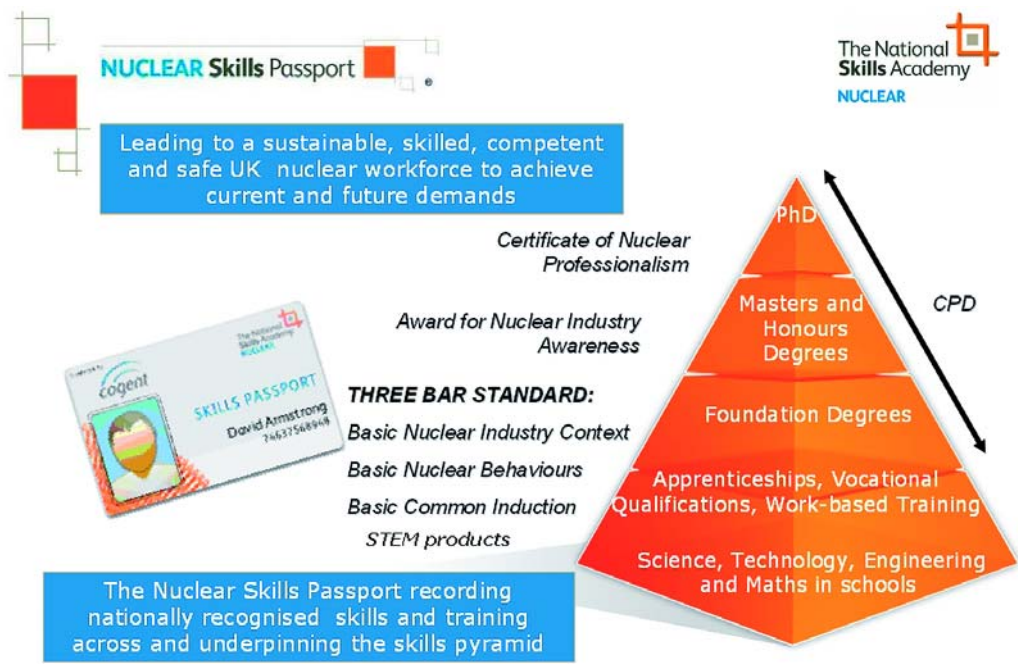 NUCLEAR Skills Passport
e
The National
Skills Academy
NUCLEAR
Leading to a sustainable, skilled, competent
and safe UK nuclear workforce to achieve
current and future demands
PhD
Certificate of Nuclear
Professionalism
Masters and
Honours
Degrees
CPD
Award for Nuclear Industry
Awareness
The National
Skills Academy
NUCLEAR
cogent
SKILLS PASSPORT
David Armstrong
THREE BAR STANDARD:
Basic Nuclear Industry Context
Basic Nuclear Behaviours
Basic Common Induction
STEM products
Foundation Degrees
Apprenticeships, Vocational
Qualifications, Work-based Training
Science, Technology, Engineering
and Maths in schools
The Nuclear Skills Passport recording
nationally recognised skills and training
across and underpinning the skills pyramid